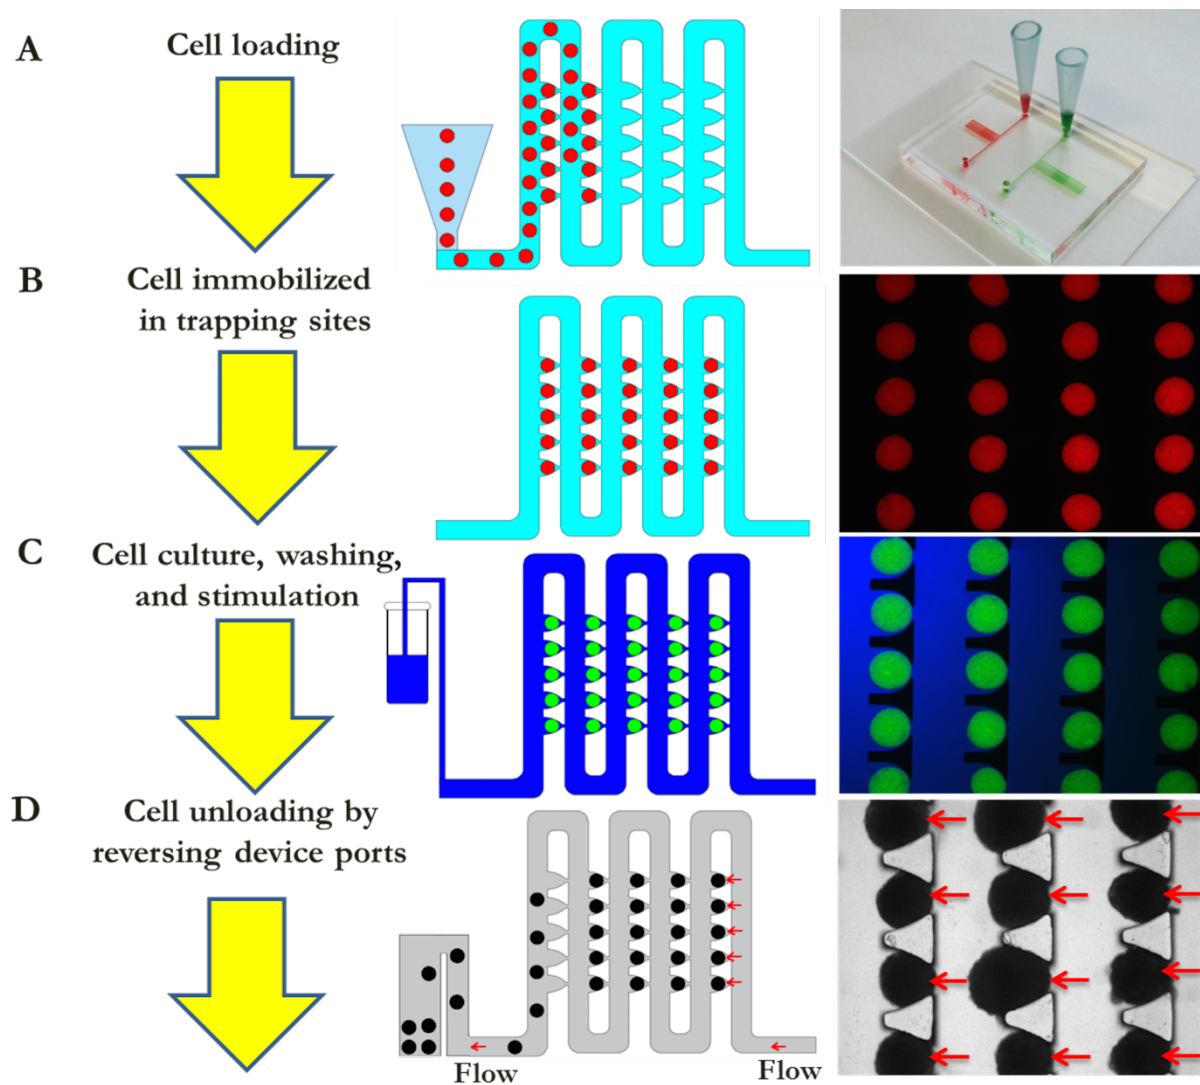 A
Cell loading
B
Cell immobilized
in trapping sites
C
Cell culture, washing,
and stimulation
D
Cell unloading by
reversing device ports
Flow
Flow